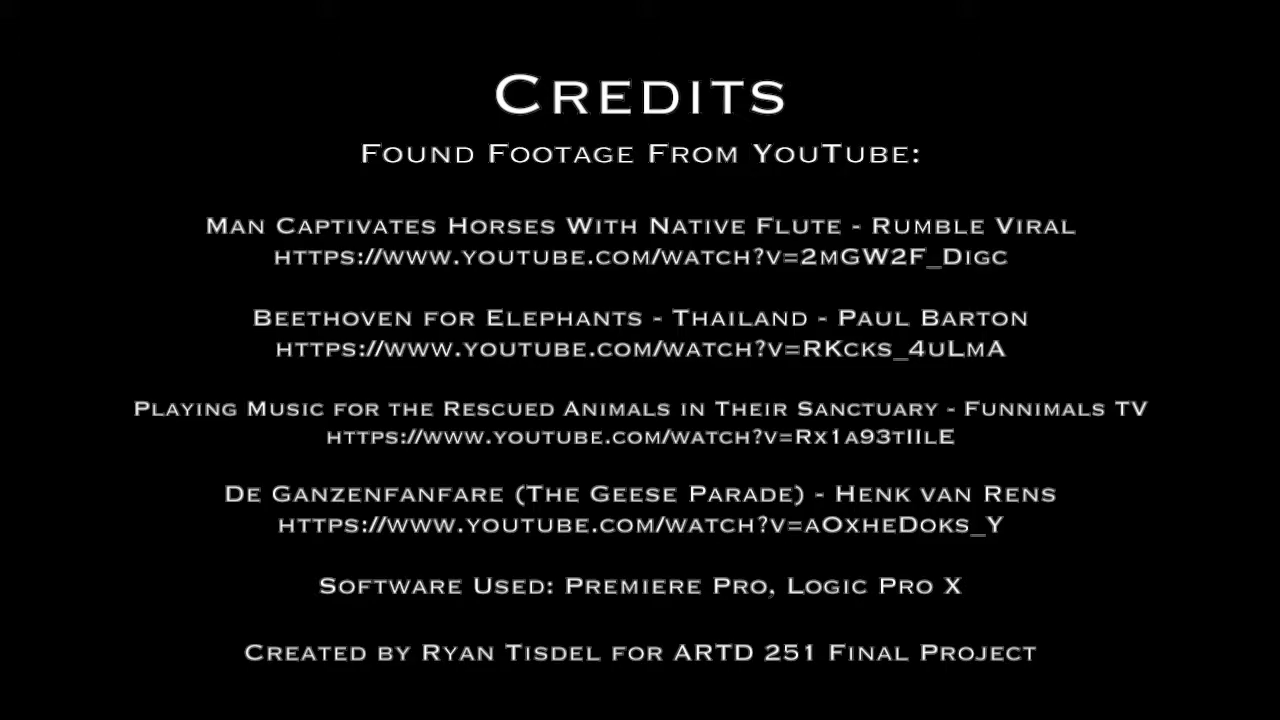 Credits
Found Footage From YouTube:
Man Captivates Horses With Native Flute - Rumble Viral
https://www.youtube.com/watch?v=2mGW2F_Digc
Beethoven for Elephants - Thailand - Paul Barton
https://www.youtube.com/watch?v=RKcks_4uLmA
Playing Music for the Rescued Animals in Their Sanctuary - Funnimals TV
https://www.youtube.com/watch?v=Rx1a93tIIlE
De Ganzenfanfare (The Geese Parade) - Henk van Rens
https://www.youtube.com/watch?v=aOxheDoks_Y
Software Used: Premiere Pro, Logic Pro X
Created by Ryan Tisdel for ARTD 251 Final Project